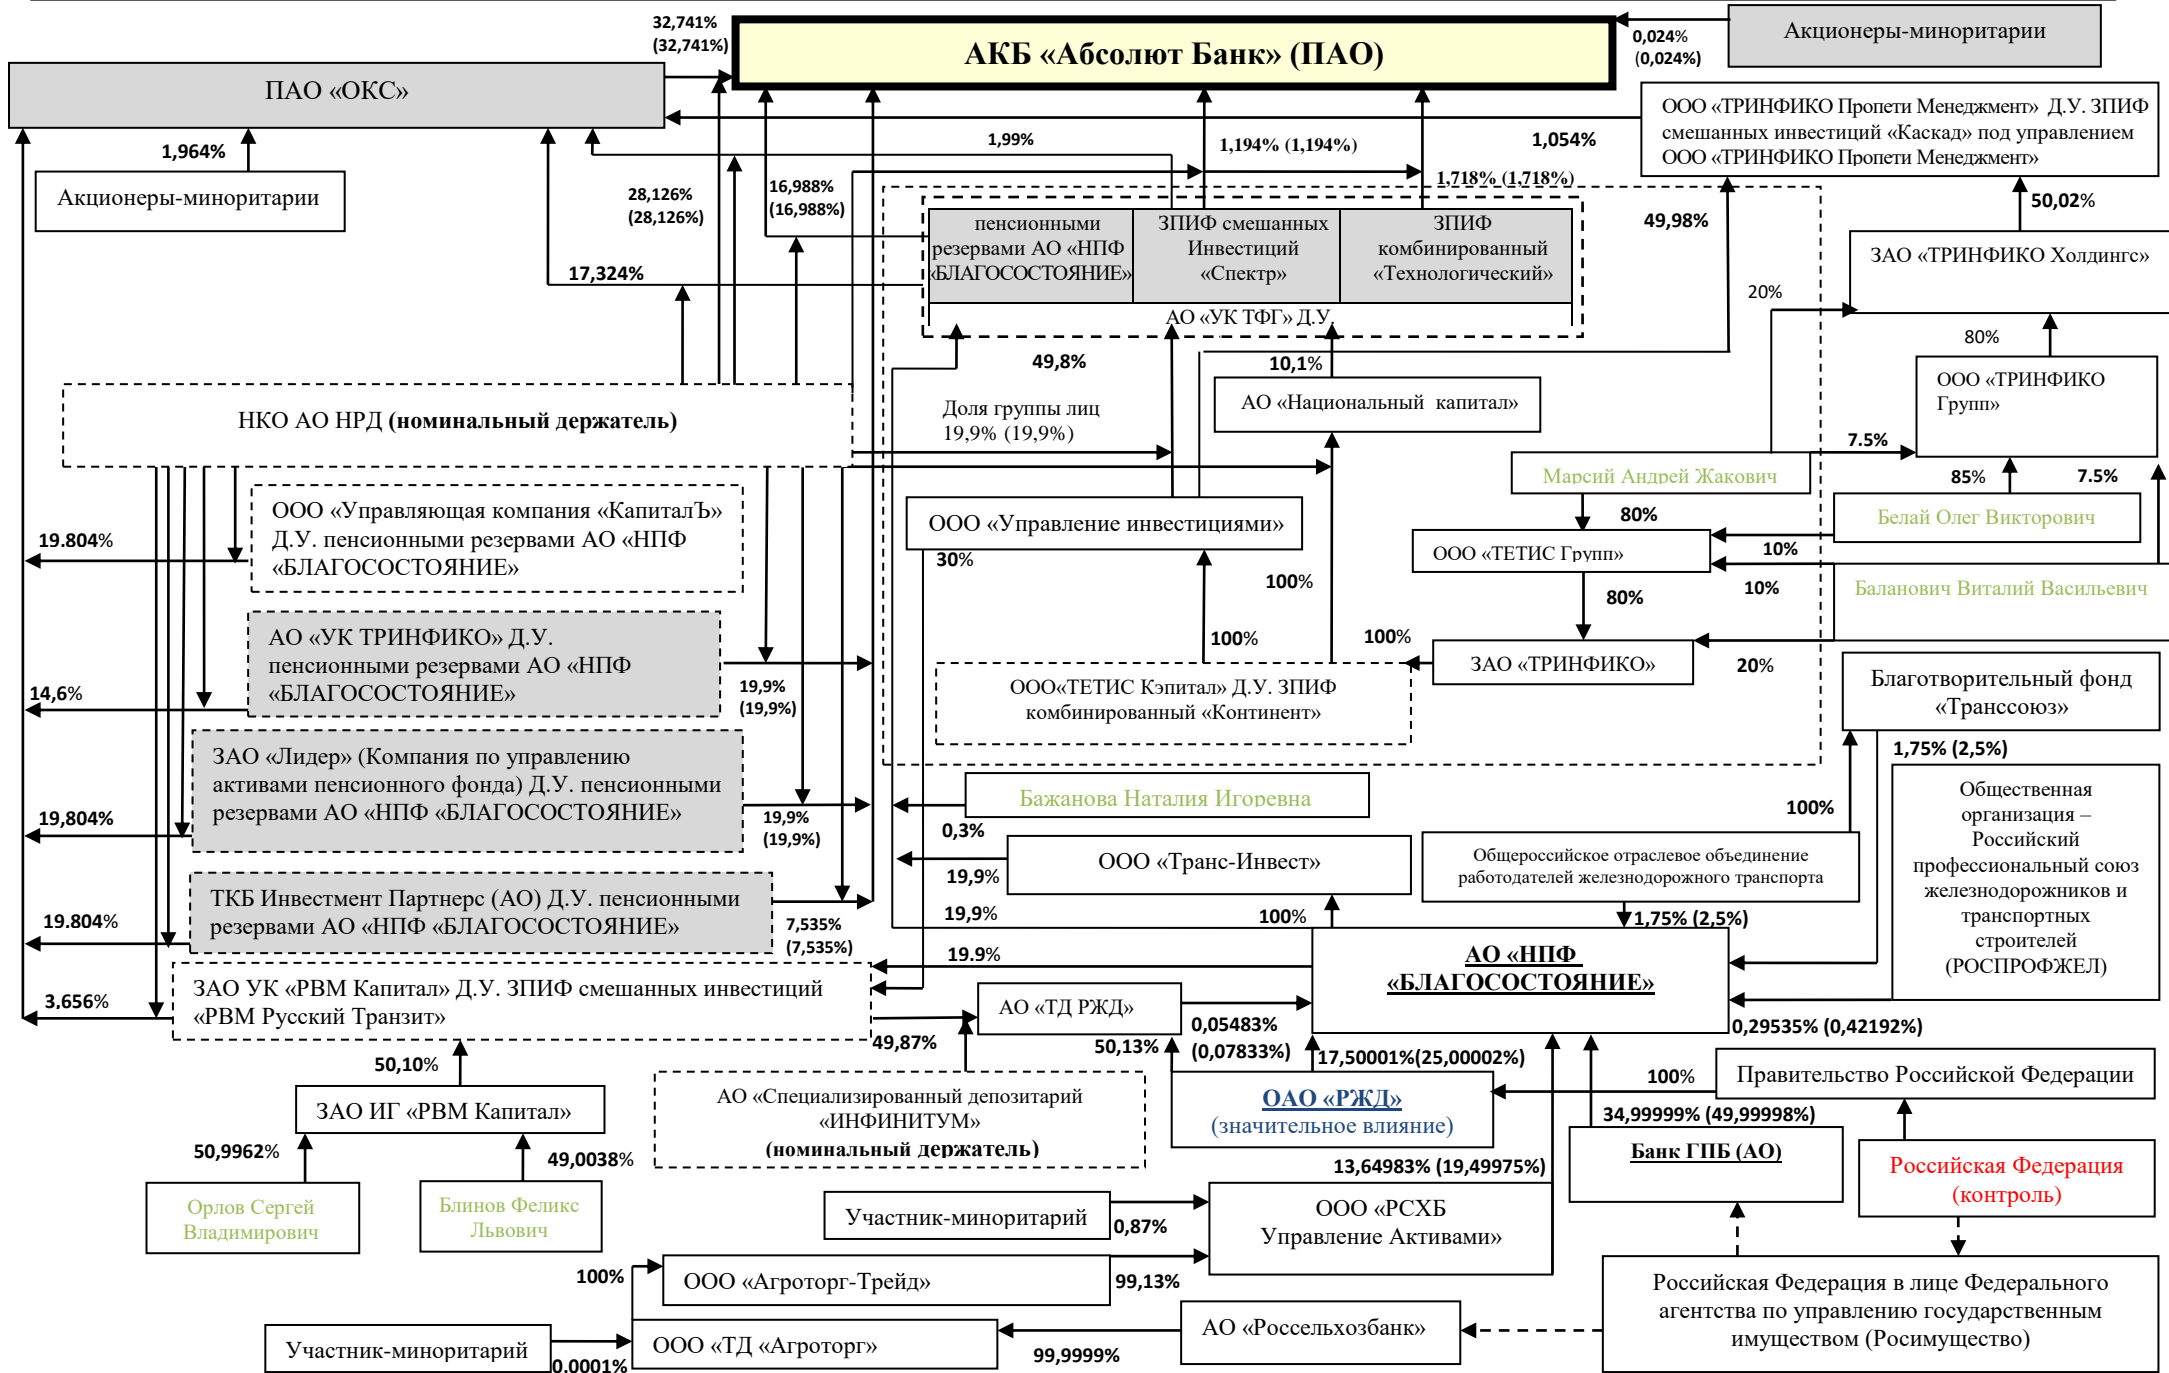 32,741%
(32,741%)
АКБ «Абсолют Банк» (ПАО)
0,024%
(0,024%)
Акционеры-миноритарии
ПАО «ОКС»
ООО «ТРИНФИКО Пропети Менеджмент» Д.У. ЗПИФ
смешанных инвестиций «Каскад» под управлением
ООО «ТРИНФИКО Пропети Менеджмент»
1,964%
1,99%
1,194% (1,194%)
1,054%
Акционеры-миноритарии
28,126%
(28,126%)
16,988%
(16,988%)
1,718% (1,718%)
49,98%
50,02%
пенсионными
резервами АО «НПФ
«БЛАГОСОСТОЯНИЕ»
ЗПИФ смешанных
Инвестиций
«Спектр»
ЗПИФ
комбинированный
«Технологический»
АО «УК ТФГ» Д.У.
17,324%
ЗАО «ТРИНФИКО Холдингс»
20%
80%
49,8%
10,1%
АО «Национальный капитал»
ООО «ТРИНФИКО
Групп»
НКО АО НРД (номинальный держатель)
Доля группы лиц
19,9% (19,9%)
7.5%
Марсий Андрей Жакович
85%
7.5%
Белай Олег Викторович
80%
ООО «Управляющая компания «КапиталЪ»
Д.У. пенсионными резервами АО «НПФ
«БЛАГОСОСТОЯНИЕ»
19.804%
ООО «Управление инвестициями»
30%
100%
ООО «ТЕТИС Групп»
10%
10%
Баланович Виталий Васильевич
80%
АО «УК ТРИНФИКО» Д.У.
пенсионными резервами АО «НПФ
«БЛАГОСОСТОЯНИЕ»
14,6%
19,9%
(19,9%)
100%
100%
ЗАО «ТРИНФИКО»
20%
ООО«ТЕТИС Кэпитал» Д.У. ЗПИФ
комбинированный «Континент»
Благотворительный фонд
«Транссоюз»
1,75% (2,5%)
ЗАО «Лидер» (Компания по управлению
активами пенсионного фонда) Д.У. пенсионными
резервами АО «НПФ «БЛАГОСОСТОЯНИЕ»
19,804%
19,9%
(19,9%)
Бажанова Наталия Игоревна
0,3%
100%
Общественная
организация –
Российский
профессиональный союз
железнодорожников и
транспортных
строителей
(РОСПРОФЖЕЛ)
ООО «Транс-Инвест»
19,9%
Общероссийское отраслевое объединение
работодателей железнодорожного транспорта
ТКБ Инвестмент Партнерс (АО) Д.У. пенсионными
резервами АО «НПФ «БЛАГОСОСТОЯНИЕ»
19.804%
7,535%
(7,535%)
19,9%
100%
1,75% (2,5%)
19.9%
АО «НПФ
«БЛАГОСОСТОЯНИЕ»
ЗАО УК «РВМ Капитал» Д.У. ЗПИФ смешанных инвестиций
«РВМ Русский Транзит»
3,656%
АО «ТД РЖД»
49,87%
50,13%
0,05483%
(0,07833%)
0,29535% (0,42192%)
17,50001%(25,00002%)
50,10%
ЗАО ИГ «РВМ Капитал»
АО «Специализированный депозитарий
«ИНФИНИТУМ»
(номинальный держатель)
ОАО «РЖД»
(значительное влияние)
100%
Правительство Российской Федерации
34,99999% (49,99998%)
50,9962%
49,0038%
13,64983% (19,49975%)
Банк ГПБ (АО)
Российская Федерация
(контроль)
Орлов Сергей
Владимирович
Блинов Феликс
Львович
Участник-миноритарий
0,87%
ООО «РСХБ
Управление Активами»
100%
ООО «Агроторг-Трейд»
99,13%
Российская Федерация в лице Федерального
агентства по управлению государственным
имуществом (Росимущество)
Участник-миноритарий
0,0001%
ООО «ТД «Агроторг»
99,9999%
АО «Россельхозбанк»